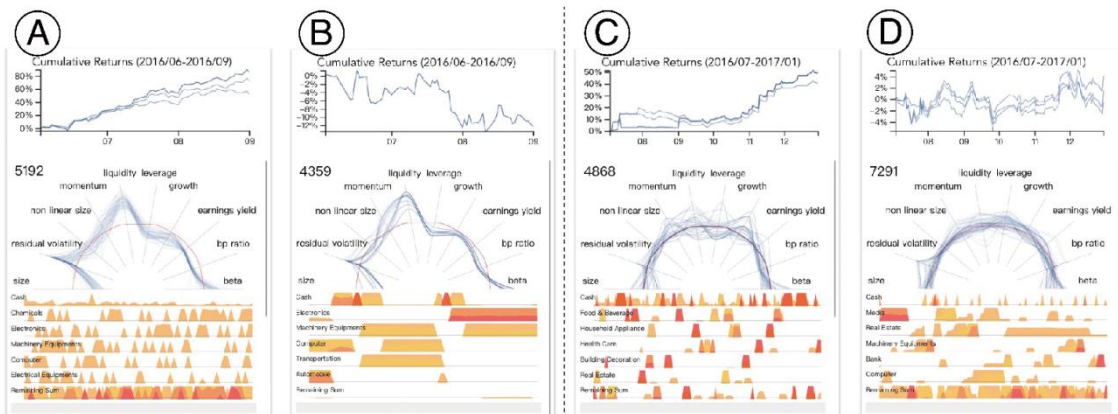 A
Cumulative Returns (2016/06-2016/09)
80%
60%
40%
20%
0%
07
08
09
5192
liquidity leverage
momentum
growth
non linear size
earnings yield
residual volatility
bp ratio
size
beta
Cash
Chemicals
Electronics
Machinery Equipments
Computer
Electrical Equipments
Remaining Sum
B
Cumulative Returns (2016/06-2016/09)
0%
−4%
−6%
−8%
−10%
−12%
07
08
09
4359
liquidity leverage
momentum
growth
non linear size
earnings yield
residual volatility
bp ratio
size
beta
Cash
Electronics
Machinery Equipments
Computer
Transportation
Automobile
Remaining Sum
C
Cumulative Returns (2016/07-2017/01)
50%
40%
30%
20%
10%
0%
08
09
10
11
12
4868
liquidity leverage
momentum
growth
non linear size
earnings yield
residual volatility
bp ratio
size
beta
Cash
Food & Beverage
Household Appliance
Health Care
Building Decoration
Real Estate
Remaining Sum
D
Cumulative Returns (2016/07-2017/01)
4%
2%
0%
−2%
−4%
08
09
10
11
12
7291
liquidity leverage
momentum
growth
non linear size
earnings yield
residual volatility
bp ratio
size
beta
Cash
Media
Real Estate
Machinery Equipments
Bank
Computer
Remaining Sum